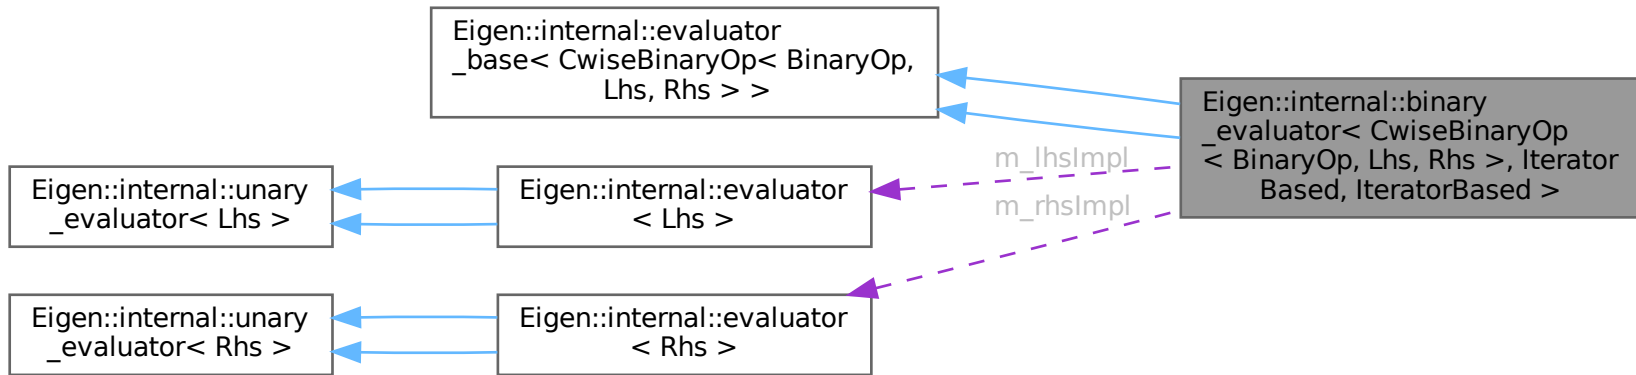 Eigen::internal::evaluator
_base< CwiseBinaryOp< BinaryOp,
Lhs, Rhs > >
Eigen::internal::binary
_evaluator< CwiseBinaryOp
< BinaryOp, Lhs, Rhs >, Iterator
Based, IteratorBased >
m_lhsImpl
m_rhsImpl
Eigen::internal::unary
_evaluator< Lhs >
Eigen::internal::evaluator
< Lhs >
Eigen::internal::unary
_evaluator< Rhs >
Eigen::internal::evaluator
< Rhs >